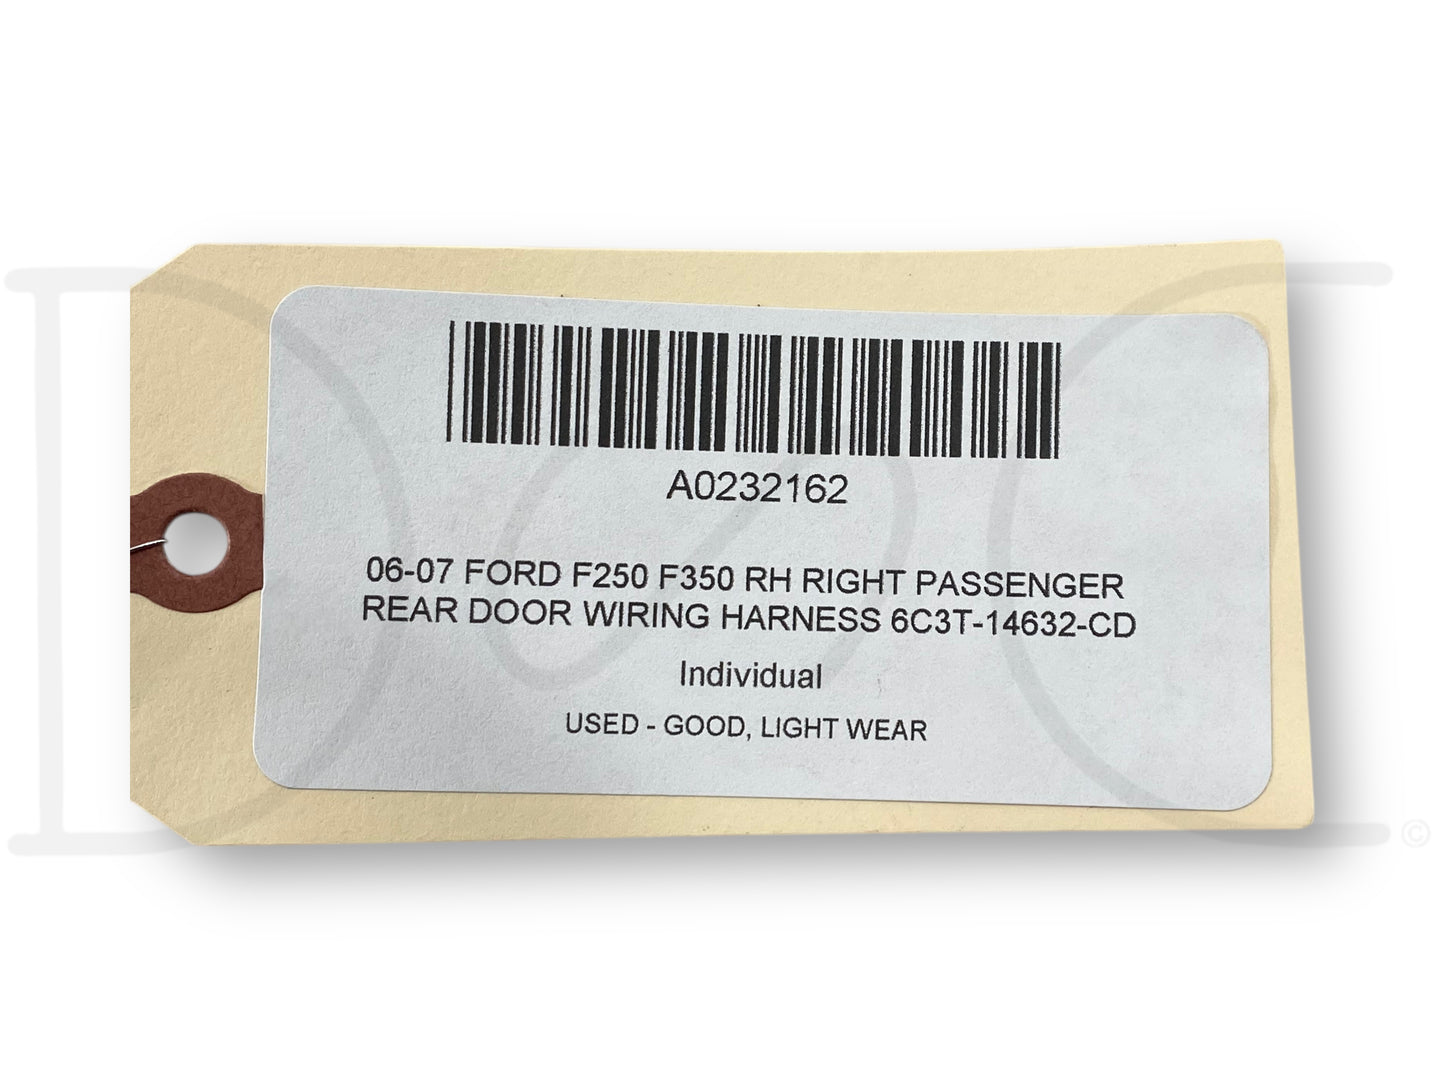 A0232162
06-07 FORD F250 F350 RH RIGHT PASSENGER
REAR DOOR WIRING HARNESS 6C3T-14632-CD
Individual
USED - GOOD, LIGHT WEAR
©